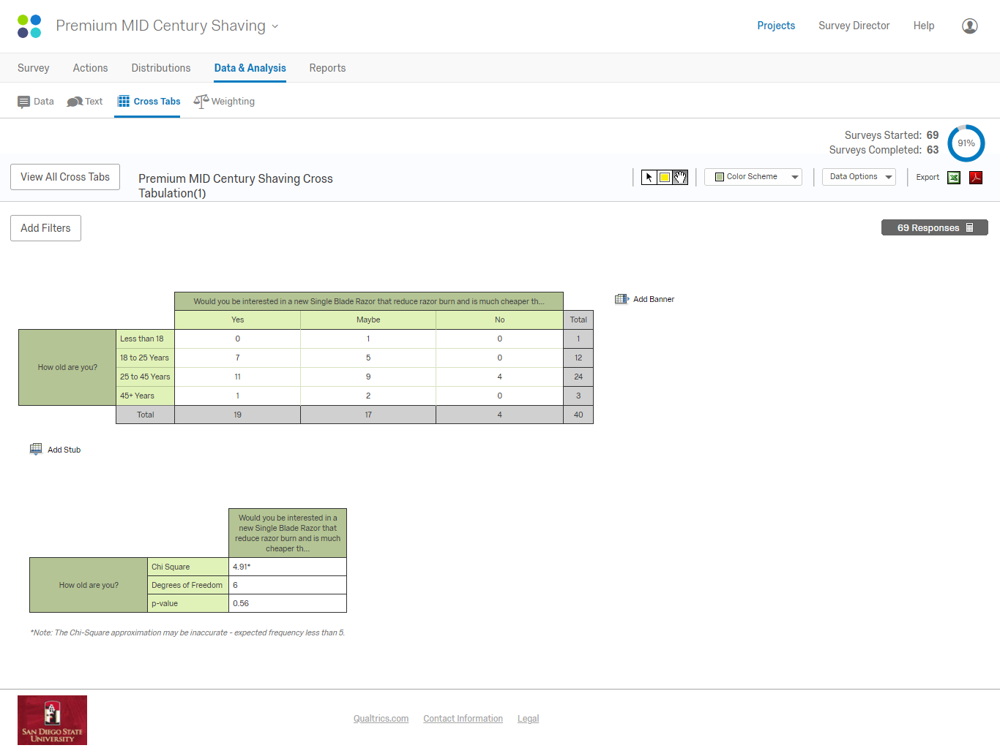 Premium MID Century Shaving
Projects
Survey Director
Help
Survey
Actions
Distributions
Data & Analysis
Reports
Data
Text
Cross Tabs
Weighting
Surveys Started: 69
Surveys Completed: 63
91%
View All Cross Tabs
Premium MID Century Shaving Cross
Tabulation(1)
Color Scheme
Data Options
Export
Add Filters
69 Responses
Would you be interested in a new Single Blade Razor that reduce razor burn and is much cheaper th...
Add Banner
Yes Maybe No Total
How old are you?
Less than 18 0 1 0 1
18 to 25 Years 7 5 0 12
25 to 45 Years 11 9 4 24
45+ Years 1 2 0 3
Total 19 17 4 40
Add Stub
Would you be interested in a
new Single Blade Razor that
reduce razor burn and is much
cheaper th...
How old are you?
Chi Square 4.91*
Degrees of Freedom 6
p-value 0.56
*Note: The Chi-Square approximation may be inaccurate - expected frequency less than 5.
SAN DIEGO STATE
UNIVERSITY
Qualtrics.com
Contact Information
Legal